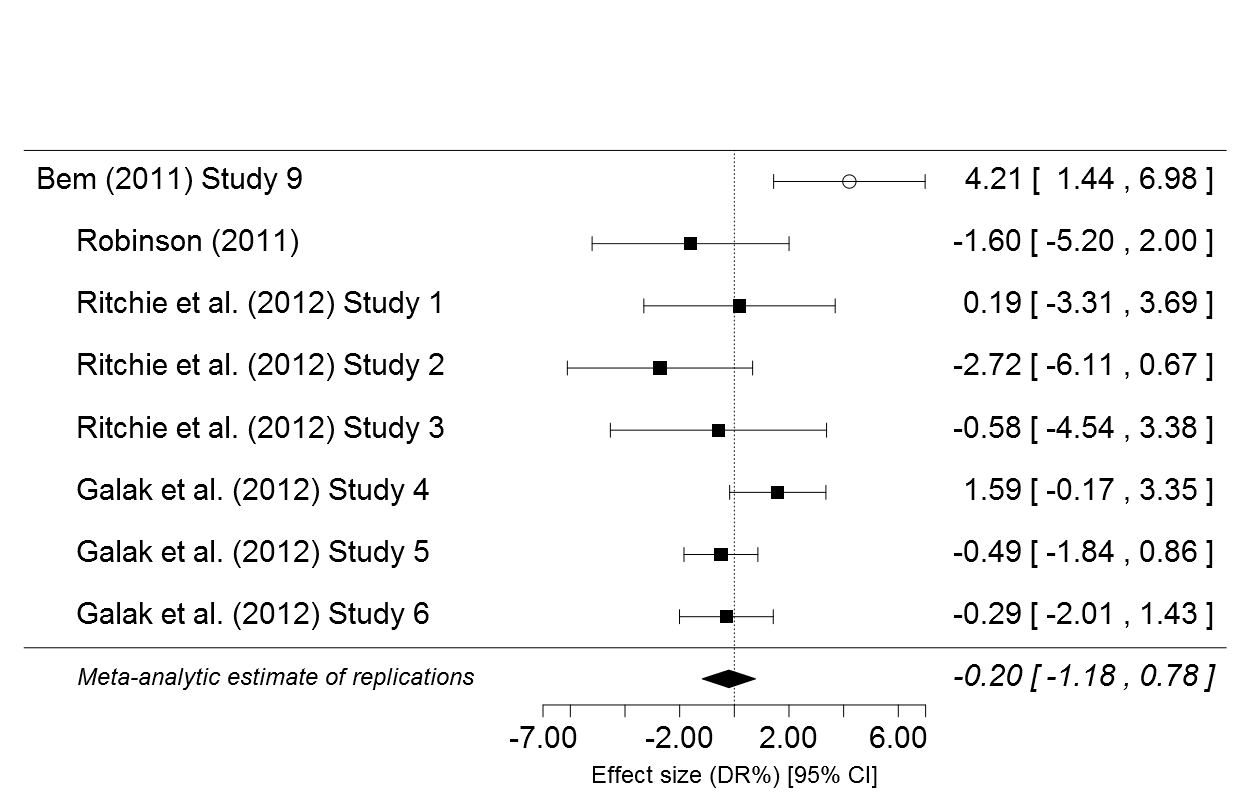 Bem (2011) Study 9 4.21 [ 1.44 , 6.98 ]
Robinson (2011) -1.60 [ -5.20 , 2.00 ]
Ritchie et al. (2012) Study 1 0.19 [ -3.31 , 3.69 ]
Ritchie et al. (2012) Study 2 -2.72 [ -6.11 , 0.67 ]
Ritchie et al. (2012) Study 3 -0.58 [ -4.54 , 3.38 ]
Galak et al. (2012) Study 4 1.59 [ -0.17 , 3.35 ]
Galak et al. (2012) Study 5 -0.49 [ -1.84 , 0.86 ]
Galak et al. (2012) Study 6 -0.29 [ -2.01 , 1.43 ]
Meta-analytic estimate of replications -0.20 [ -1.18 , 0.78 ]
-7.00 -2.00 2.00 6.00
Effect size (DR%) [95% CI]